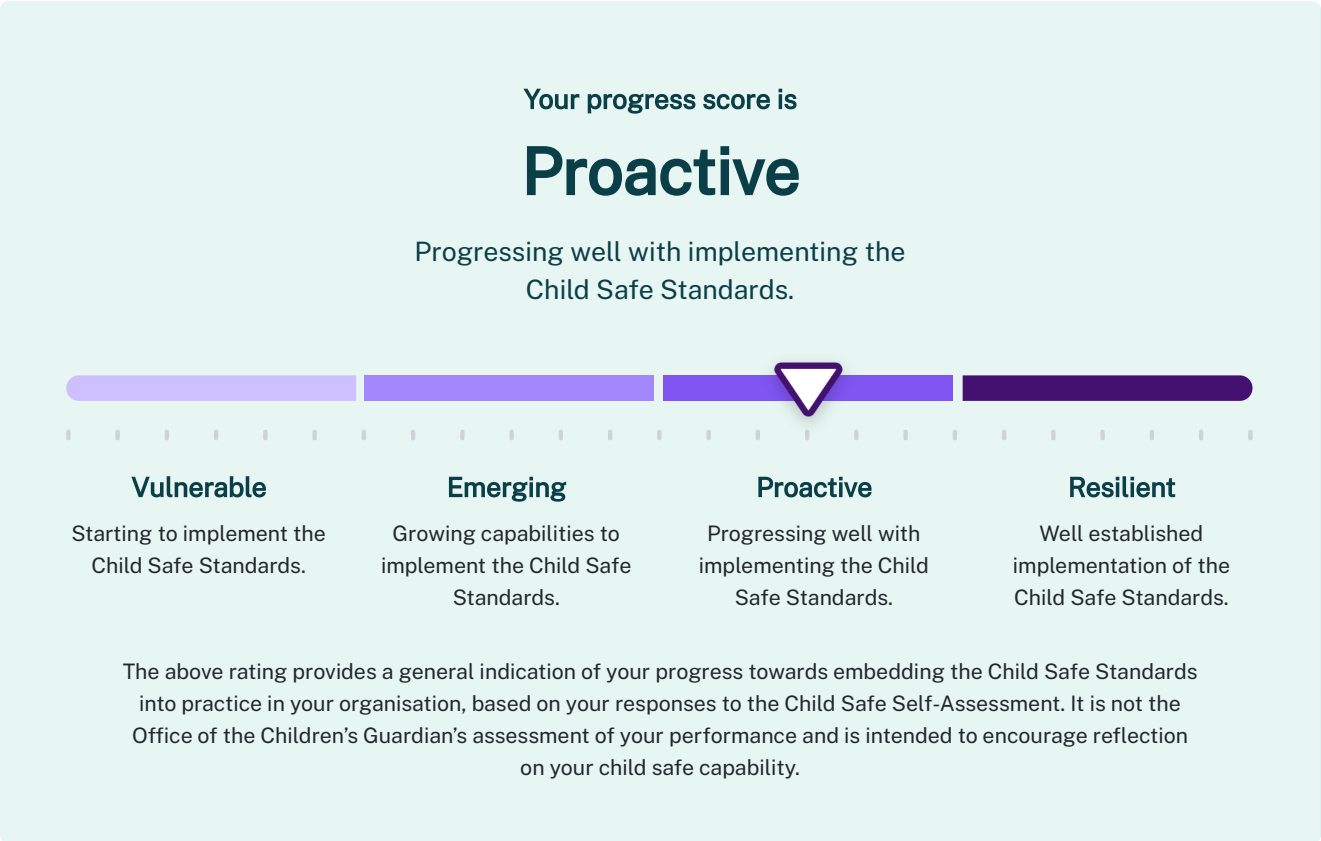 Your progress score is
Proactive
Progressing well with implementing the
Child Safe Standards.
Vulnerable
Starting to implement the
Child Safe Standards.
Emerging
Growing capabilities to
implement the Child Safe
Standards.
Proactive
Progressing well with
implementing the Child
Safe Standards.
Resilient
Well established
implementation of the
Child Safe Standards.
The above rating provides a general indication of your progress towards embedding the Child Safe Standards
into practice in your organisation, based on your responses to the Child Safe Self-Assessment. It is not the
Office of the Children’s Guardian’s assessment of your performance and is intended to encourage reflection
on your child safe capability.